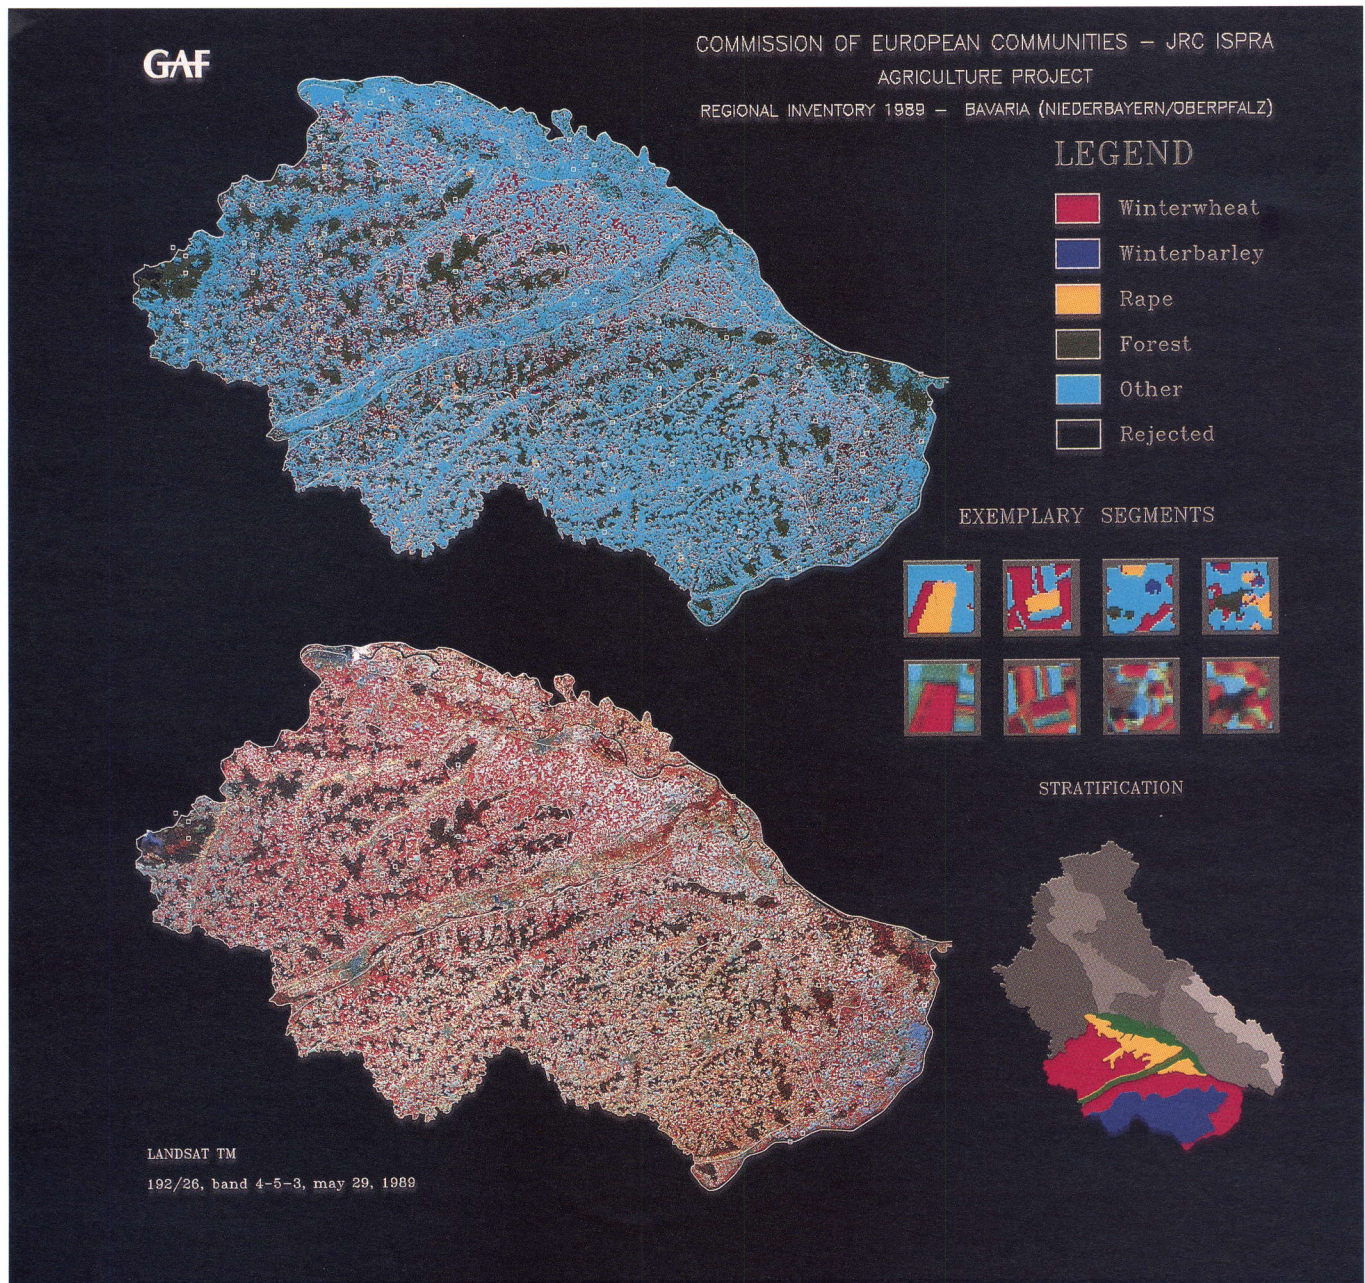 GAF
COMMISSION OF EUROPEAN COMMUNITIES – JRC ISPRA
AGRICULTURE PROJECT
REGIONAL INVENTORY 1989 – BAVARIA (NIEDERBAYERN/OBERPFALZ)
LEGEND
Winterwheat
Winterbarley
Rape
Forest
Other
Rejected
EXEMPLARY SEGMENTS
STRATIFICATION
LANDSAT TM
192/26, band 4-5-3, may 29, 1989